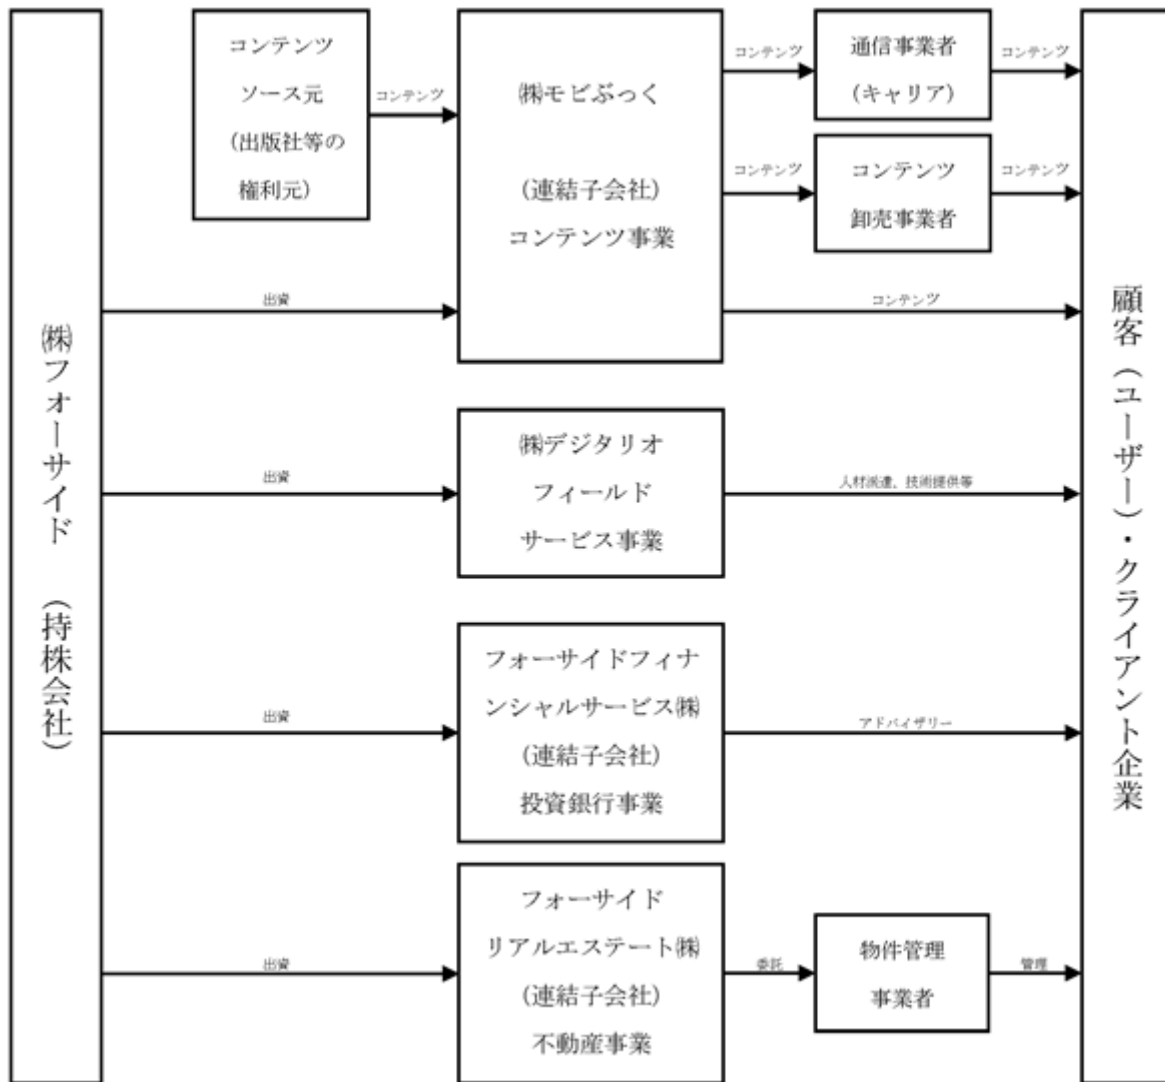 ㈱フォーサイド　（持株会社）
コンテンツ
ソース元
（出版社等の
権利元）
コンテンツ
㈱モビぶっく
（連結子会社）
コンテンツ事業
コンテンツ
通信事業者
（キャリア）
コンテンツ
コンテンツ
コンテンツ
卸売事業者
コンテンツ
出資
コンテンツ
㈱デジタリオ
フィールド
サービス事業
出資
人材派遣、技術提供等
フォーサイドフィナ
ンシャルサービス㈱
（連結子会社）
投資銀行事業
出資
アドバイザリー
フォーサイド
リアルエステート㈱
（連結子会社）
不動産事業
出資
委託
物件管理
事業者
管理
顧客（ユーザー）・クライアント企業